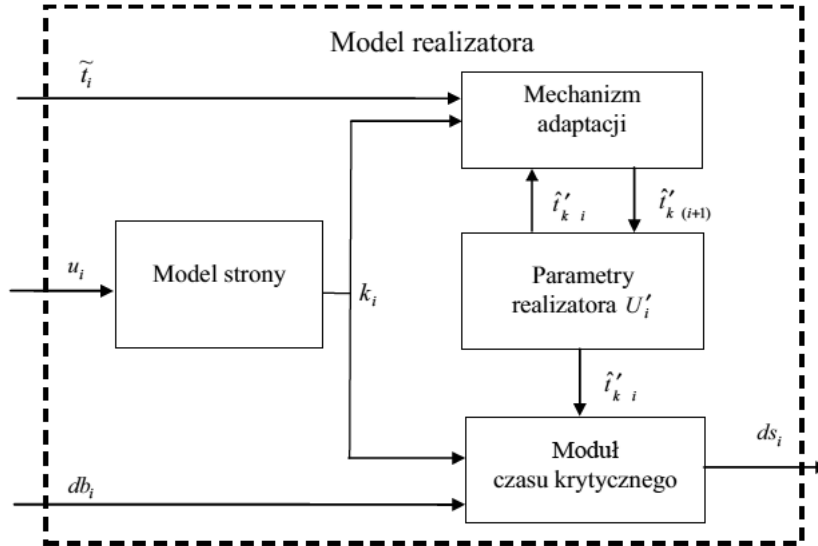 Model realizatora
t̃ᵢ
Mechanizm
adaptacji
t̂′ₖ ᵢ
t̂′ₖ ₍ᵢ₊₁₎
uᵢ
Model strony
kᵢ
Parametry
realizatora U′ᵢ
t̂′ₖ ᵢ
dbᵢ
Moduł
czasu krytycznego
dsᵢ